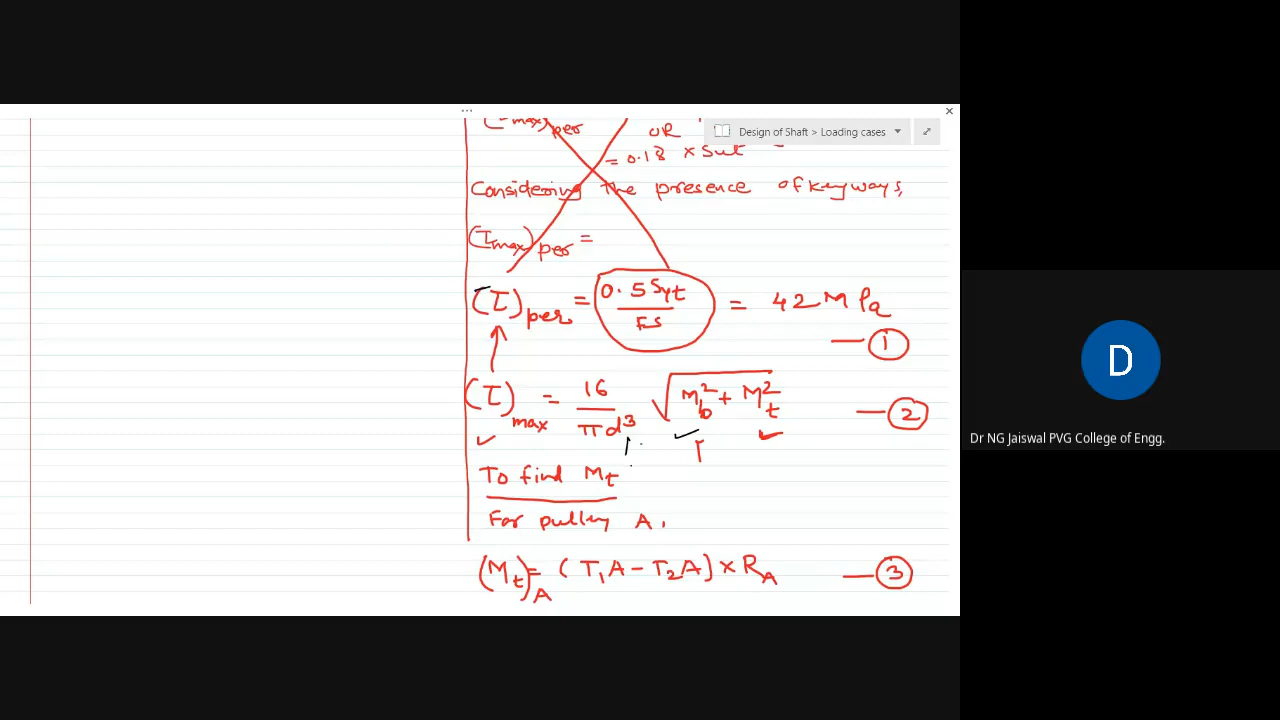 (τmax)per OR
= 0.18 × Sut
Design of Shaft > Loading cases
Considering the presence of keyways,
(τmax)per =
(τ)per = 0.5 Syt / FS = 42 MPa
— 1
(τ)max = 16 / πd³ √(Mb² + Mt²) — 2
To find Mt
For pulley A,
(Mt)A = (T1A - T2A) × RA — 3
D
Dr NG Jaiswal PVG College of Engg.